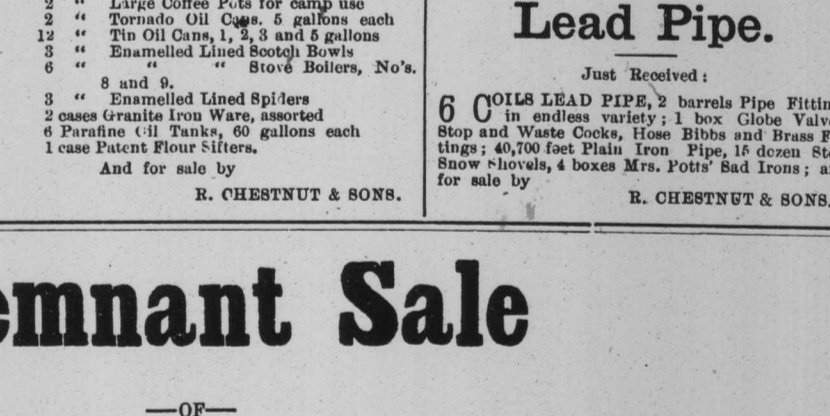 2 " Large Coffee Pots for camp use
2 " Tornado Oil Cans. 5 gallons each
12 " Tin Oil Cans, 1, 2, 3 and 5 gallons
3 " Enamelled Lined Scotch Bowls
6 " " " Stove Boilers, No's.
8 and 9.
3 " Enamelled Lined Spiders
2 cases Granite Iron Ware, assorted
6 Parafine Oil Tanks, 60 gallons each
1 case Patent Flour Sifters.
And for sale by
R. CHESTNUT & SONS.
Lead Pipe.
Just Received:
6 COILS LEAD PIPE, 2 barrels Pipe Fittin
in endless variety; 1 box Globe Valv
Stop and Waste Cocks, Hose Bibbs and Brass F
tings; 40,700 feet Plain Iron Pipe, 15 dozen St
Snow Shovels, 4 boxes Mrs. Potts' Sad Irons; a
for sale by
R. CHESTNUT & SONS.
emnant Sale
—OF—